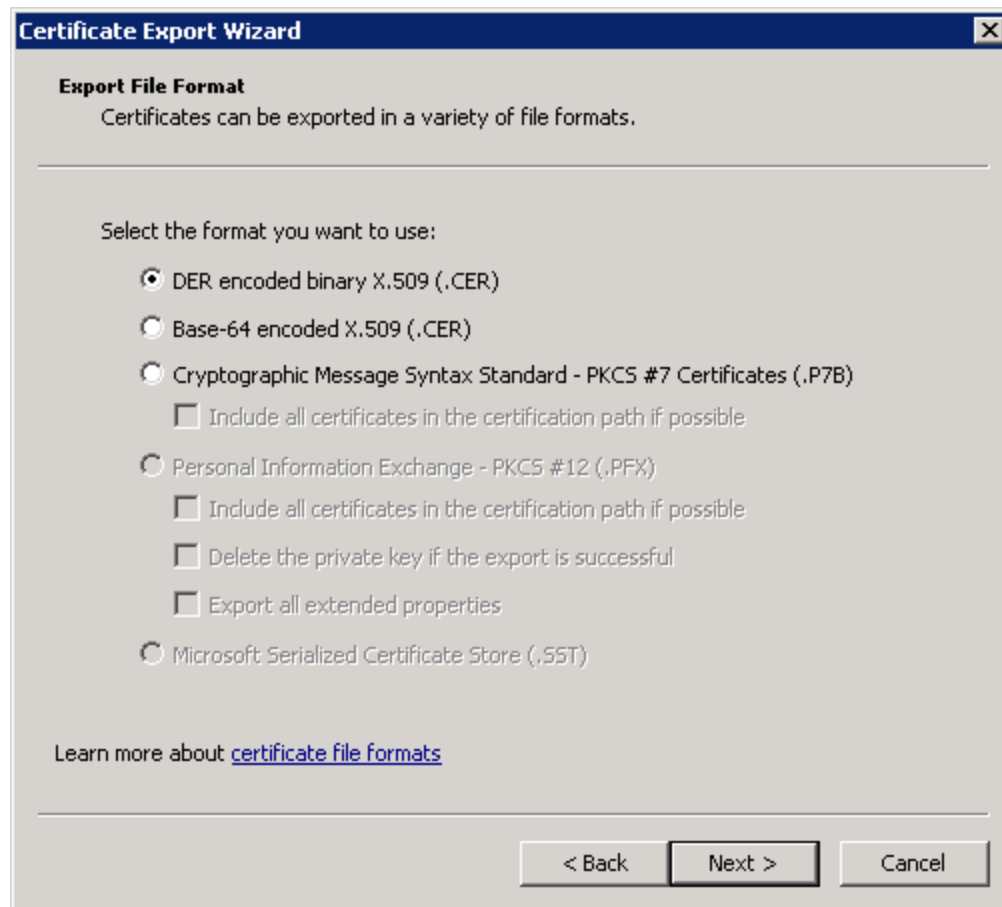 Certificate Export Wizard
Export File Format
Certificates can be exported in a variety of file formats.
Select the format you want to use:
DER encoded binary X.509 (.CER)
Base-64 encoded X.509 (.CER)
Cryptographic Message Syntax Standard - PKCS #7 Certificates (.P7B)
Include all certificates in the certification path if possible
Personal Information Exchange - PKCS #12 (.PFX)
Include all certificates in the certification path if possible
Delete the private key if the export is successful
Export all extended properties
Microsoft Serialized Certificate Store (.SST)
Learn more about certificate file formats
< Back Next > Cancel